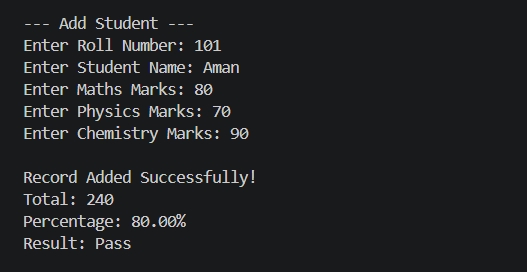 --- Add Student ---
Enter Roll Number: 101
Enter Student Name: Aman
Enter Maths Marks: 80
Enter Physics Marks: 70
Enter Chemistry Marks: 90
Record Added Successfully!
Total: 240
Percentage: 80.00%
Result: Pass